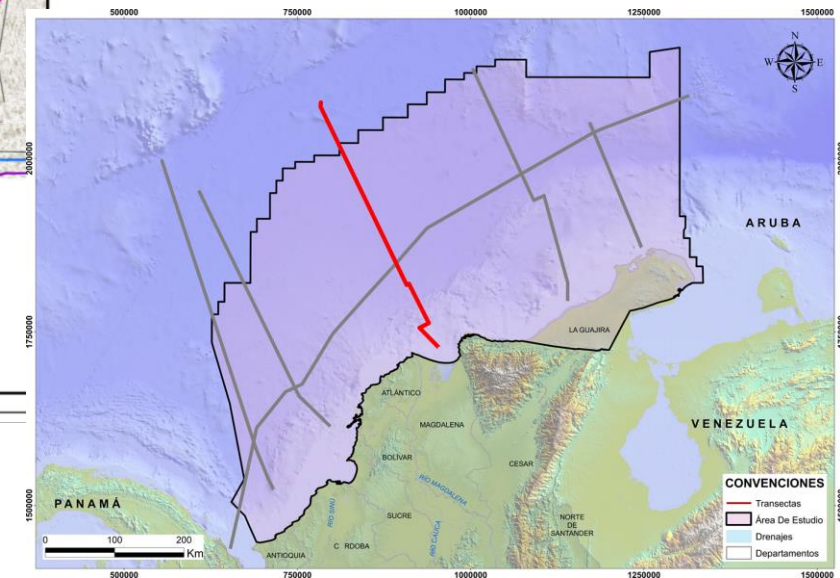 500000 750000 1000000 1250000 1500000
N
W E
S
2000000 2000000
ARUBA
1750000
LA GUAJIRA
ATLÁNTICO
MAGDALENA
VENEZUELA
CESAR
BOLÍVAR
RIO MAGDALENA
CONVENCIONES
Transectas
Área De Estudio
Drenajes
Departamentos
1500000
PANAMÁ
RIO SINU
SUCRE
RIO CAUCA
NORTE
DE
SANTANDER
C RDOBA
ANTIOQUIA
0 100 200
Km
500000 750000 1000000 1250000 1500000